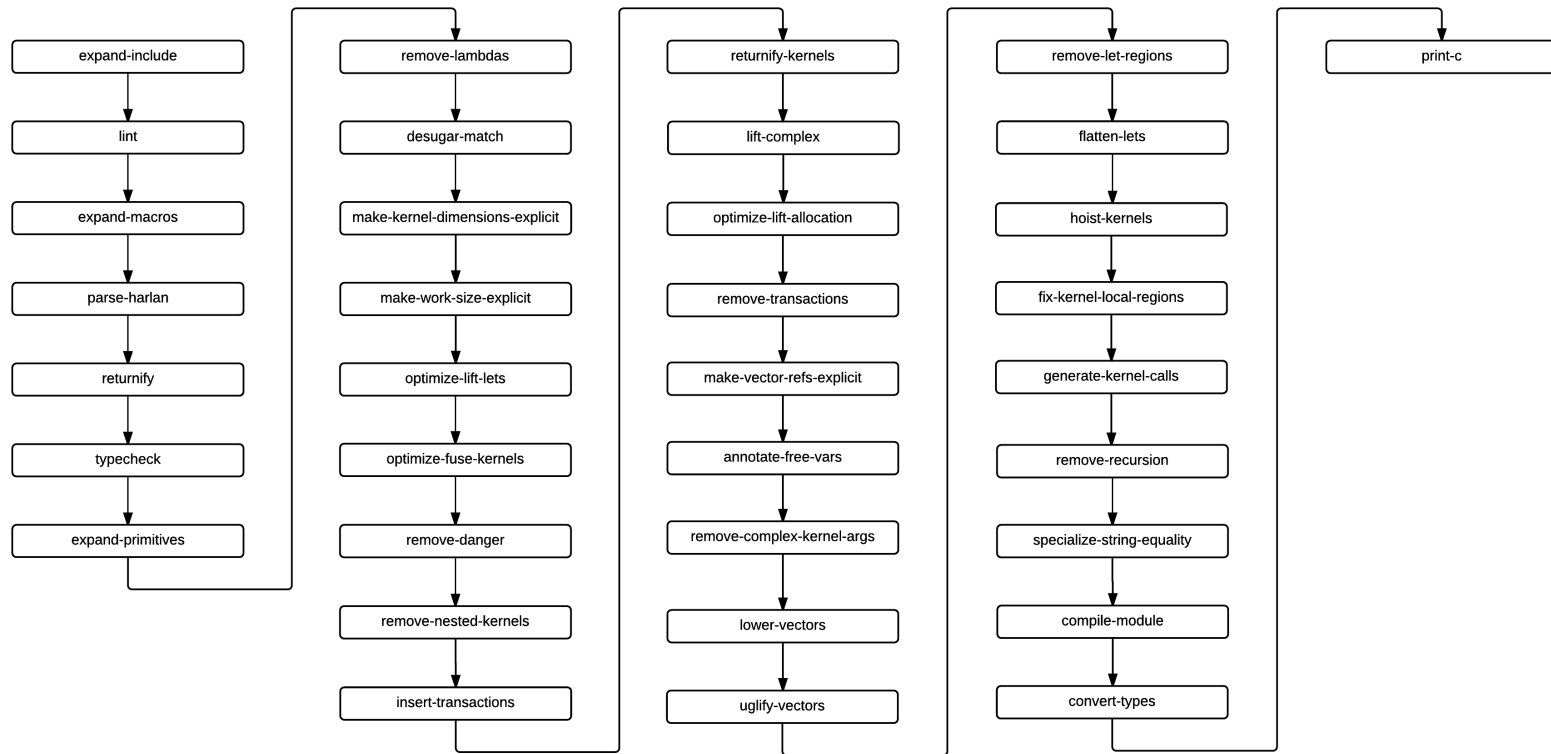 expand-include
lint
expand-macros
parse-harlan
returnify
typecheck
expand-primitives
remove-lambdas
desugar-match
make-kernel-dimensions-explicit
make-work-size-explicit
optimize-lift-lets
optimize-fuse-kernels
remove-danger
remove-nested-kernels
insert-transactions
returnify-kernels
lift-complex
optimize-lift-allocation
remove-transactions
make-vector-refs-explicit
annotate-free-vars
remove-complex-kernel-args
lower-vectors
uglify-vectors
remove-let-regions
flatten-lets
hoist-kernels
fix-kernel-local-regions
generate-kernel-calls
remove-recursion
specialize-string-equality
compile-module
convert-types
print-c